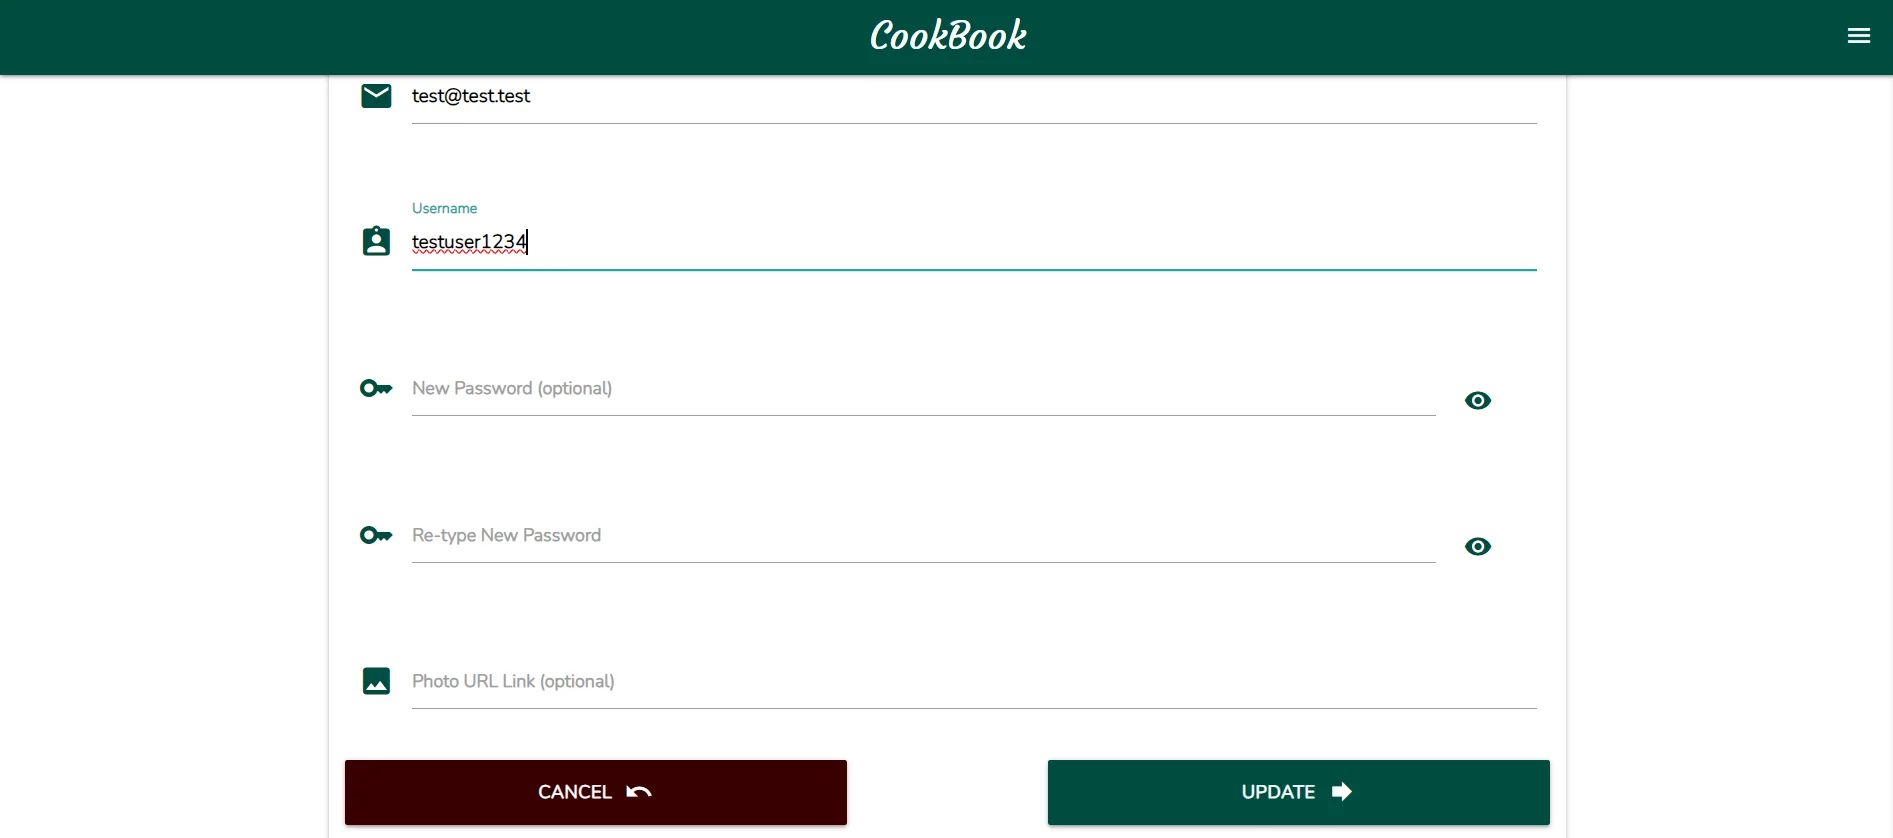 CookBook
test@test.test
Username
testuser1234
New Password (optional)
Re-type New Password
Photo URL Link (optional)
CANCEL
UPDATE